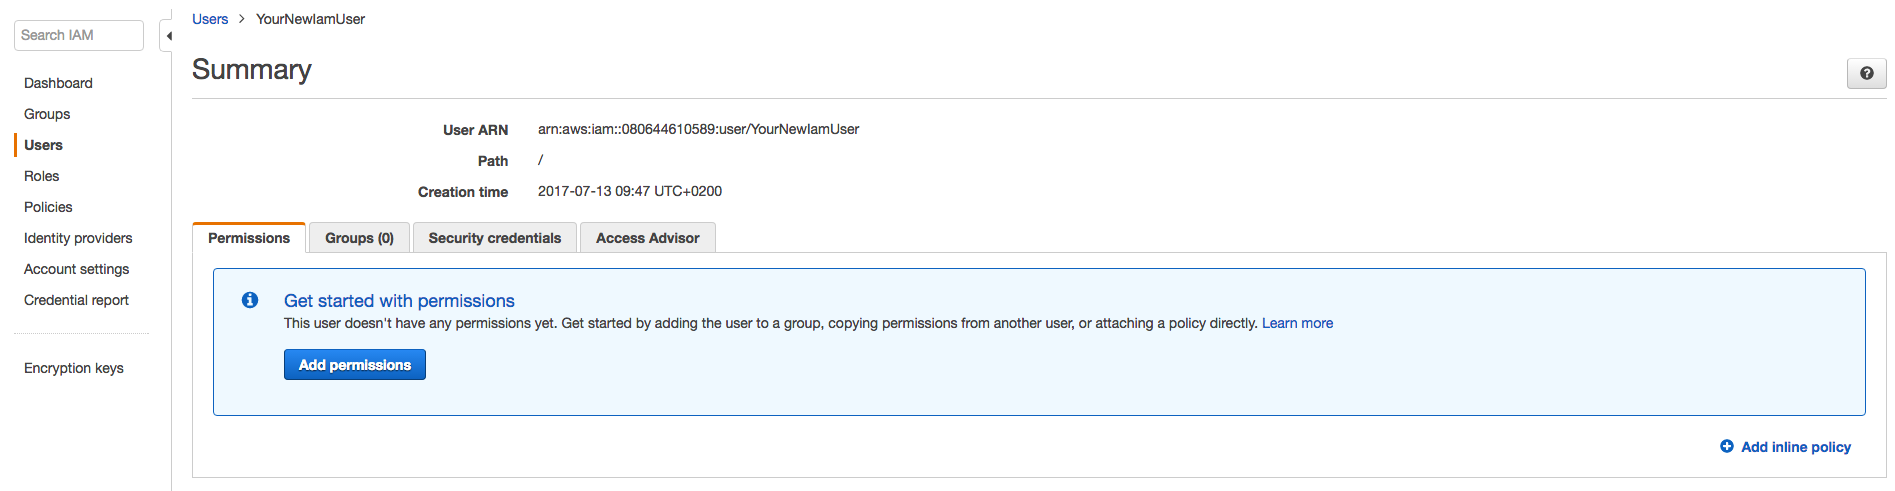 Search IAM
Dashboard
Groups
Users
Roles
Policies
Identity providers
Account settings
Credential report
Encryption keys
Users > YourNewIamUser
Summary
User ARN arn:aws:iam::080644610589:user/YourNewIamUser
Path /
Creation time 2017-07-13 09:47 UTC+0200
Permissions Groups (0) Security credentials Access Advisor
Get started with permissions
This user doesn't have any permissions yet. Get started by adding the user to a group, copying permissions from another user, or attaching a policy directly. Learn more
Add permissions
Add inline policy